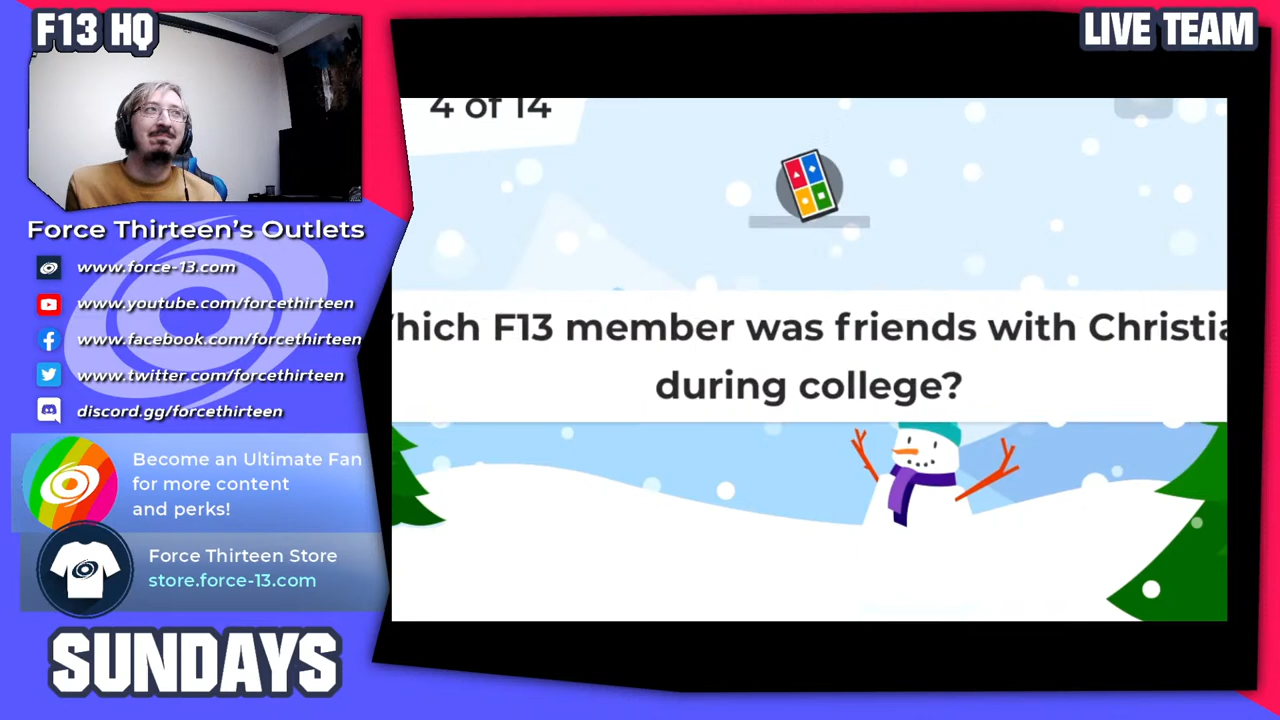 F13 HQ
LIVE TEAM
4 of 14
Force Thirteen's Outlets
www.force-13.com
www.youtube.com/forcethirteen
www.facebook.com/forcethirteen
www.twitter.com/forcethirteen
discord.gg/forcethirteen
hich F13 member was friends with Christia
during college?
Become an Ultimate Fan
for more content
and perks!
Force Thirteen Store
store.force-13.com
SUNDAYS